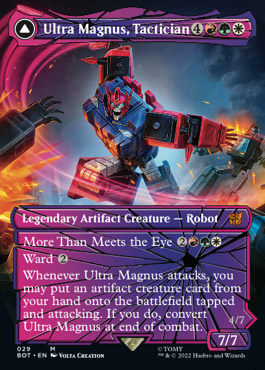 Ultra Magnus, Tactician 4
Legendary Artifact Creature — Robot
More Than Meets the Eye 2
Ward 2
Whenever Ultra Magnus attacks, you
may put an artifact creature card from
your hand onto the battlefield tapped
and attacking. If you do, convert
Ultra Magnus at end of combat.
4/7
7/7
029 M
BOT • EN Volta Creation
©TOMY
™ & © 2022 Hasbro and Wizards